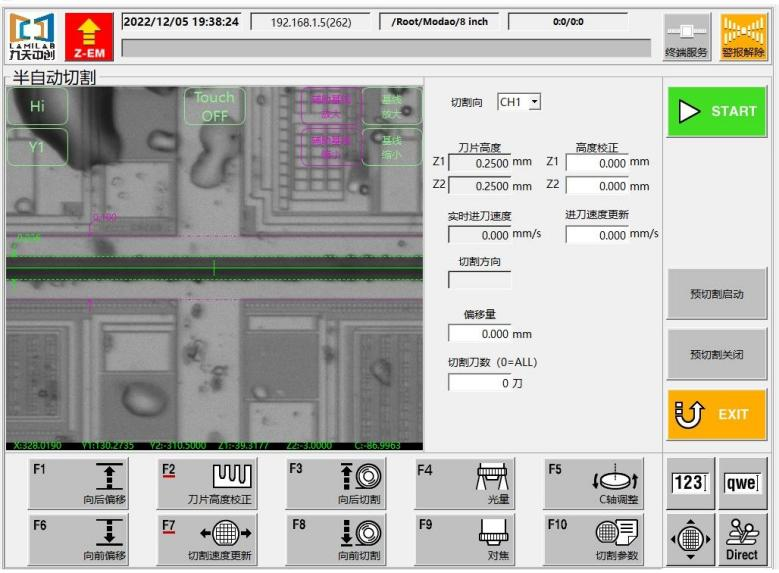 LAMILAB
九天中创
Z-EM
2022/12/05 19:38:24
192.168.1.5(262)
/Root/Modao/8 inch
0:0/0:0
终端服务
警报解除
半自动切割
Hi
Touch
OFF
基线
放大
Y1
基线
缩小
0.100
X:328.0190 Y1:130.2735 Y2:-310.5000 Z1:-39.3177 Z2:-3.0000 C:-86.9963
切割向 CH1
刀片高度 高度校正
Z1 0.2500 mm Z1 0.000 mm
Z2 0.2500 mm Z2 0.000 mm
实时进刀速度 进刀速度更新
0.000 mm/s 0.000 mm/s
切割方向
偏移量
0.000 mm
切割刀数（0=ALL）
0 刀
START
预切割启动
预切割关闭
EXIT
F1 向后偏移
F2 刀片高度校正
F3 向后切割
F4 光量
F5 C轴调整
F6 向前偏移
F7 切割速度更新
F8 向前切割
F9 对焦
F10 切割参数
123
qwe
Direct